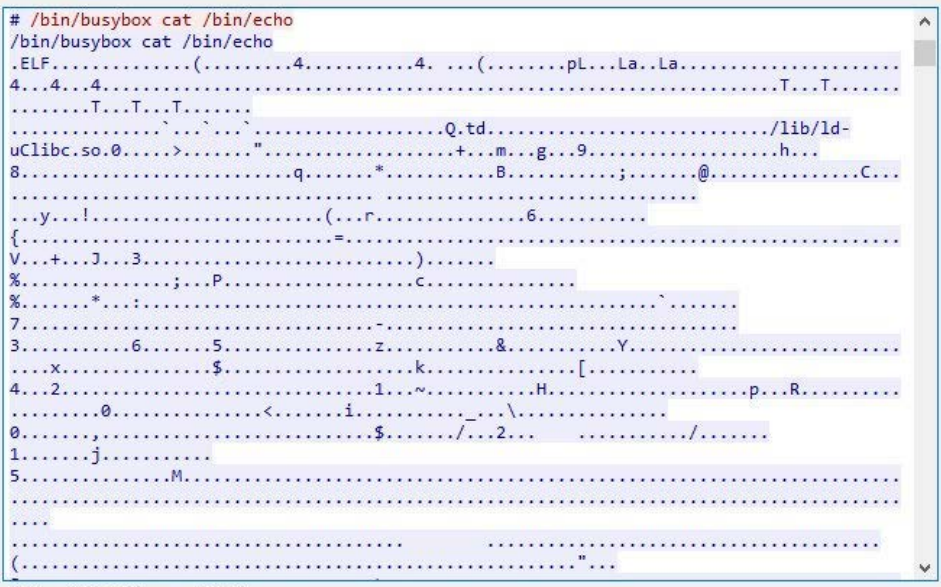 # /bin/busybox cat /bin/echo
/bin/busybox cat /bin/echo
.ELF..............(.........4...........4. ...(........pL...La..La......................
4...4...4...................................................................T...T.......
........T...T...T.......
...............`...`...`...................Q.td............................/lib/ld-
uClibc.so.0.....>......."...................+...m...g...9...................h...
8...........................q.......*...........B...........;.......@...............C...
.................................... ...............................
...y...!.......................(...r...............6...........
{...............................=.......................................................
V...+...J...3...........................).......
%...............;...P...................c...............
%.......*...:...................................................`.......
7...................................-...................................
3...........6.......5...............z...........&...........Y...........................
....x...............$...................k...............[...........
4...2...............................1...~...........H...................p...R..........
.........0...............<.......i..........._...\...............
0.......,...........................$......./...2... .........../.......
1.......j...........
5...............M.......................................................................
........................................................................................
....
....................................... .......................................
(......................................................."...